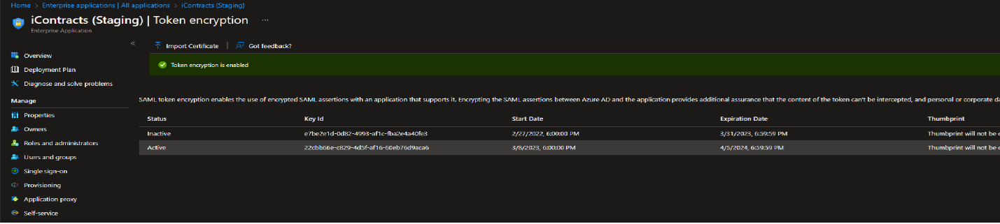 Home > Enterprise applications | All applications > iContracts (Staging)
iContracts (Staging) | Token encryption ...
Enterprise Application
«
Import Certificate | Got feedback?
Token encryption is enabled
Overview
Deployment Plan
Diagnose and solve problems
Manage
Properties
Owners
Roles and administrators
Users and groups
Single sign-on
Provisioning
Application proxy
Self-service
SAML token encryption enables the use of encrypted SAML assertions with an application that supports it. Encrypting the SAML assertions between Azure AD and the application provides additional assurance that the content of the token can't be intercepted, and personal or corporate da
Status Key Id Start Date Expiration Date Thumbprint
Inactive e7be2e1d-0d82-4993-af1c-fba2e4a40fe3 2/27/2022, 6:00:00 PM 3/31/2023, 6:59:59 PM Thumbprint will not be c
Active 22cbb66e-c829-4d5f-af16-60eb76d9aca6 3/8/2023, 6:00:00 PM 4/5/2024, 6:59:59 PM Thumbprint will not be c